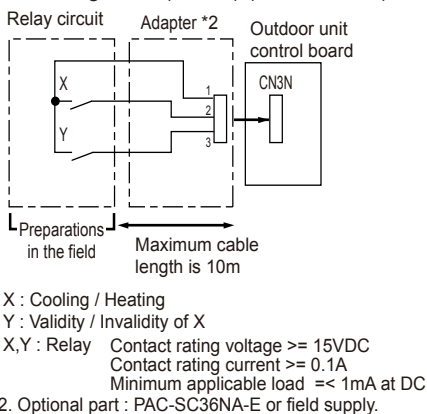 Relay circuit
Adapter *2
Outdoor unit
control board
X
Y
1
2
3
CN3N
Preparations
in the field
Maximum cable
length is 10m
X : Cooling / Heating
Y : Validity / Invalidity of X
X,Y : Relay Contact rating voltage >= 15VDC
Contact rating current >= 0.1A
Minimum applicable load =< 1mA at DC
2. Optional part : PAC-SC36NA-E or field supply.